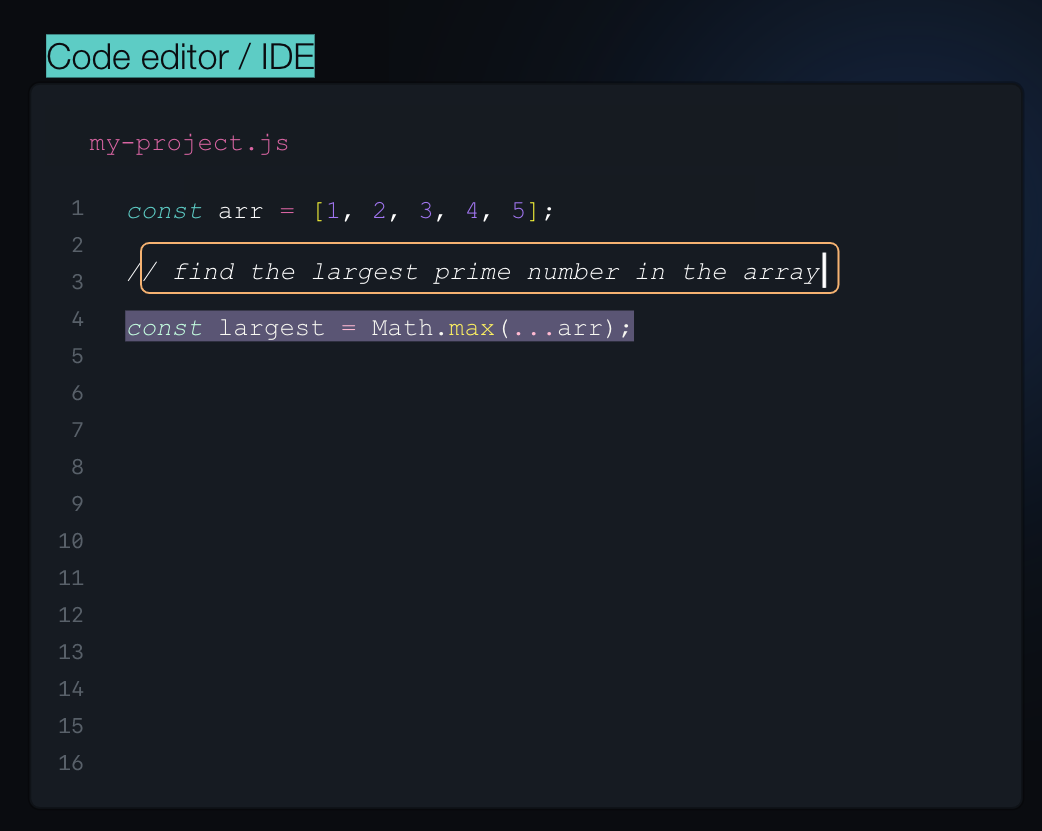 Code editor / IDE
my-project.js
1 const arr = [1, 2, 3, 4, 5];
2
3 // find the largest prime number in the array
4 const largest = Math.max(...arr);
5
6
7
8
9
10
11
12
13
14
15
16